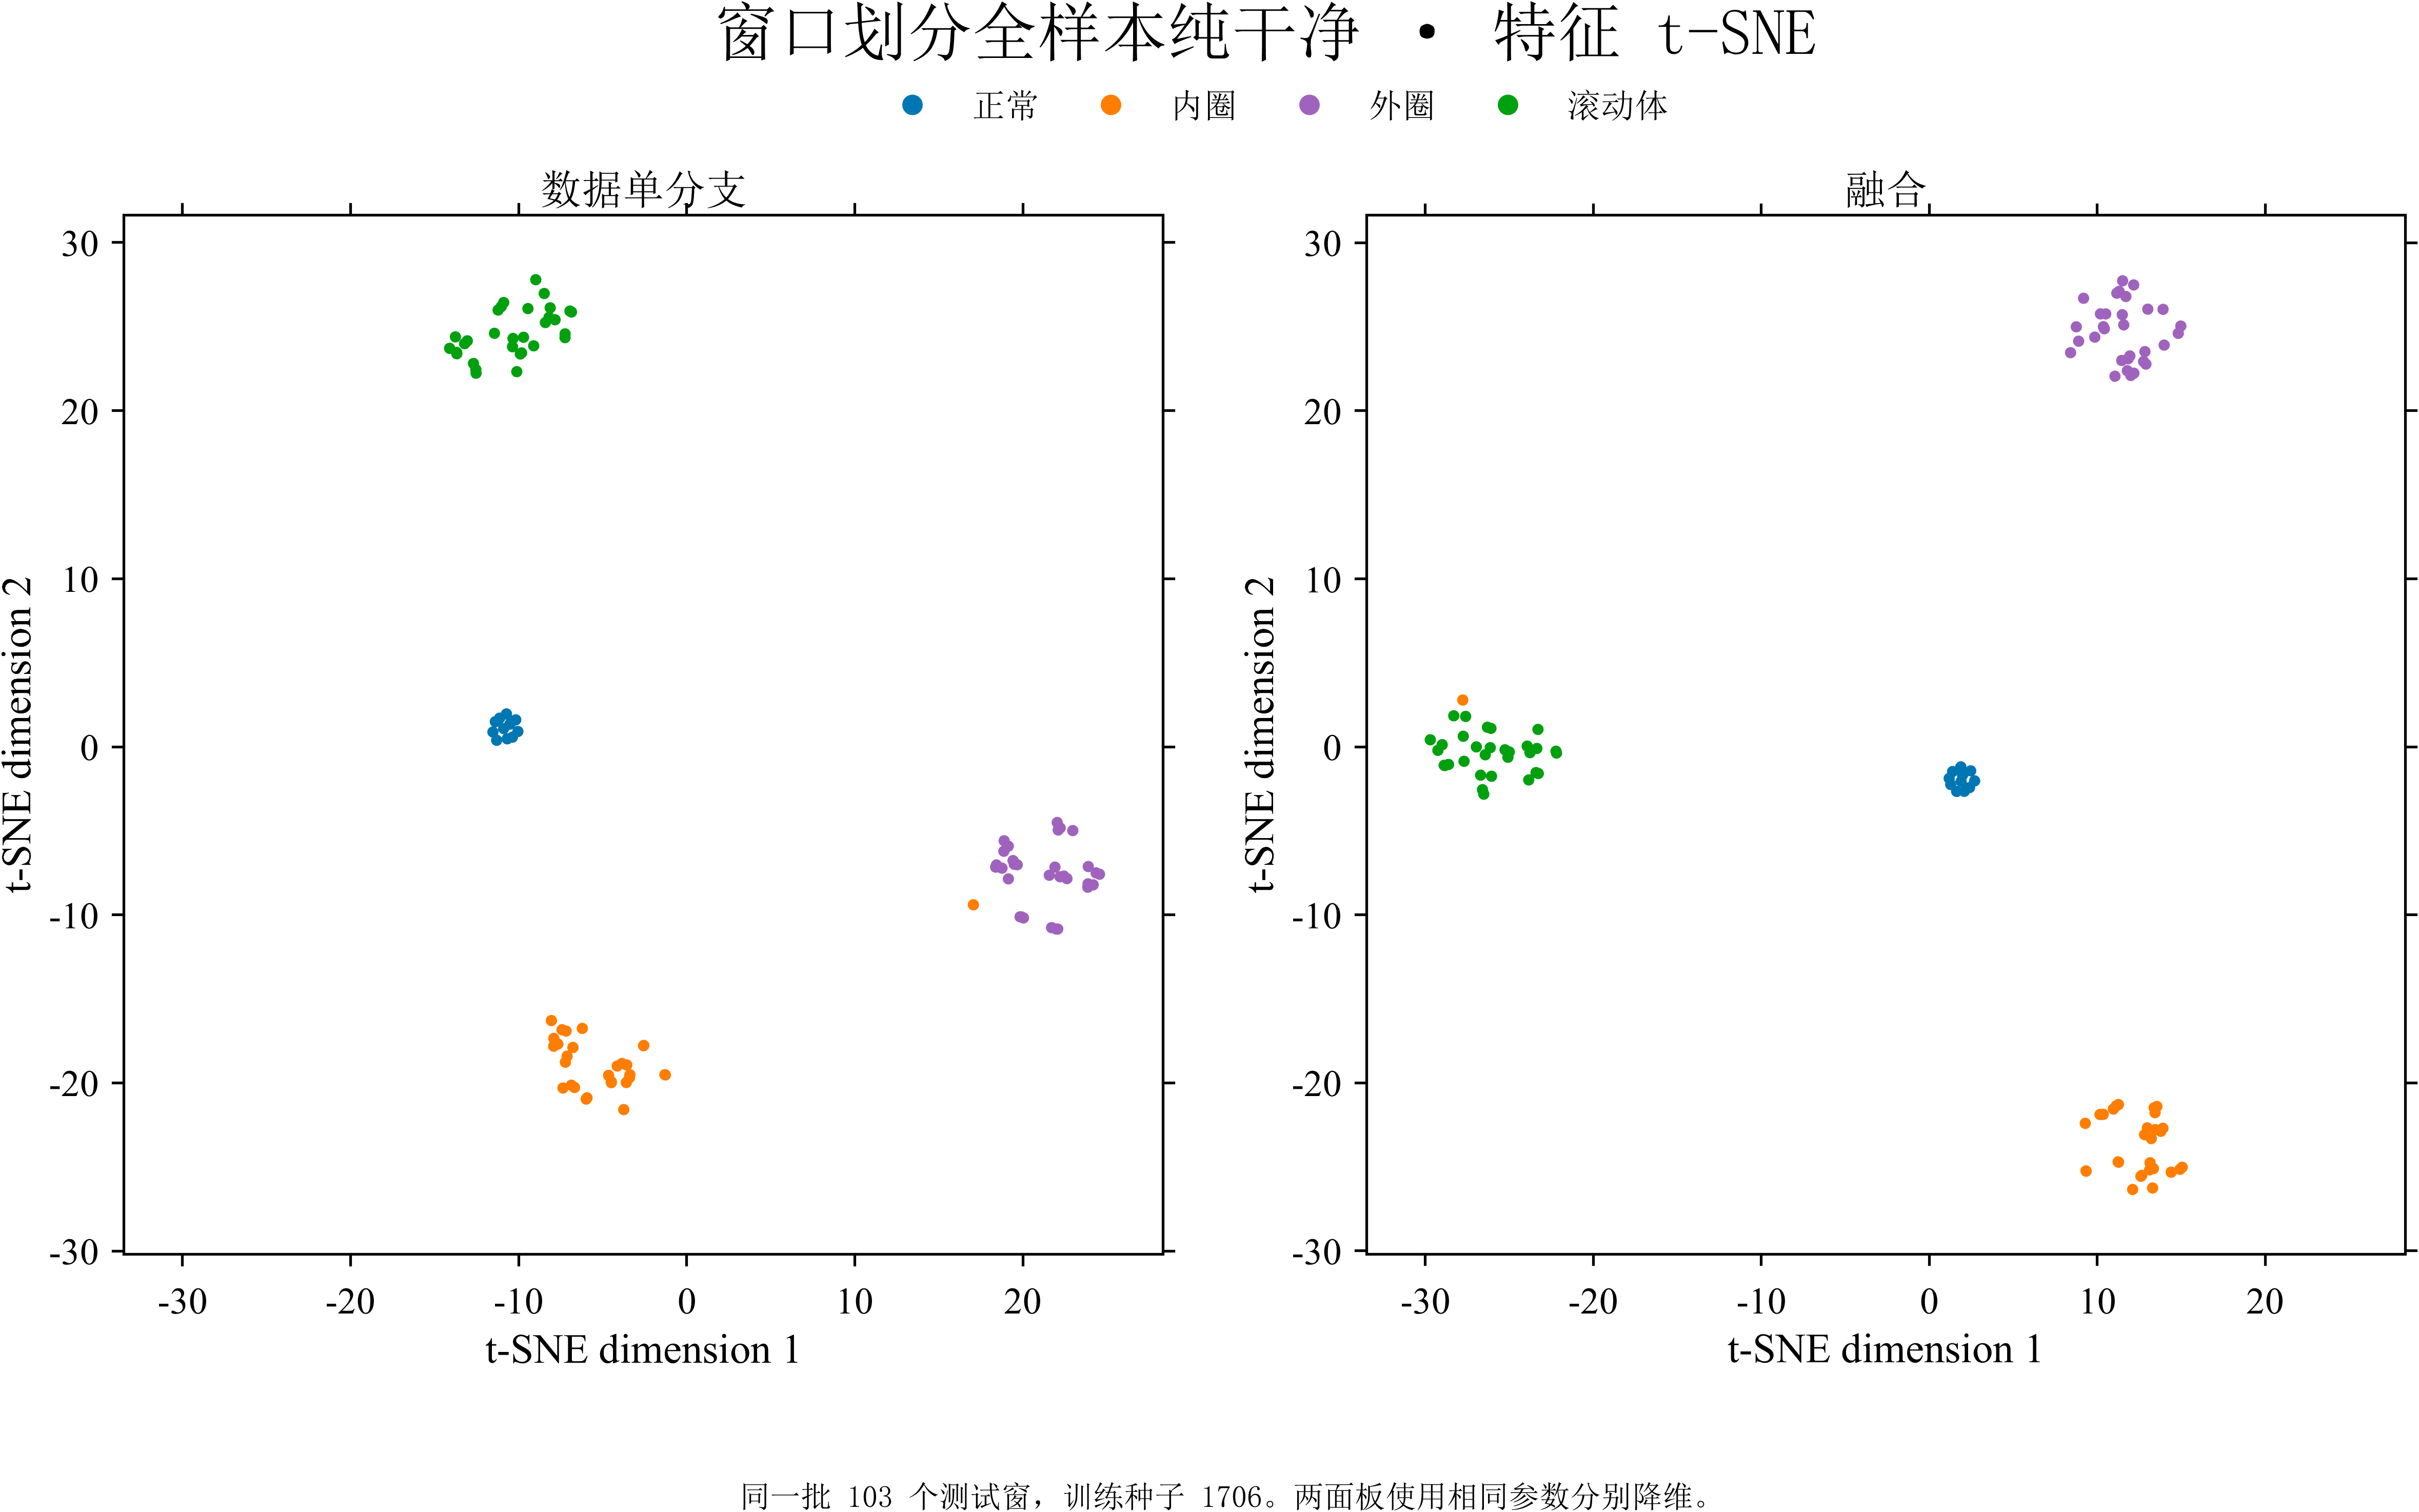 窗口划分全样本纯干净 • 特征 t-SNE
正常 内圈 外圈 滚动体
数据单分支
30
20
10
0
-10
-20
-30
t-SNE dimension 2
-30 -20 -10 0 10 20
t-SNE dimension 1
融合
30
20
10
0
-10
-20
-30
t-SNE dimension 2
-30 -20 -10 0 10 20
t-SNE dimension 1
同一批 103 个测试窗，训练种子 1706。两面板使用相同参数分别降维。